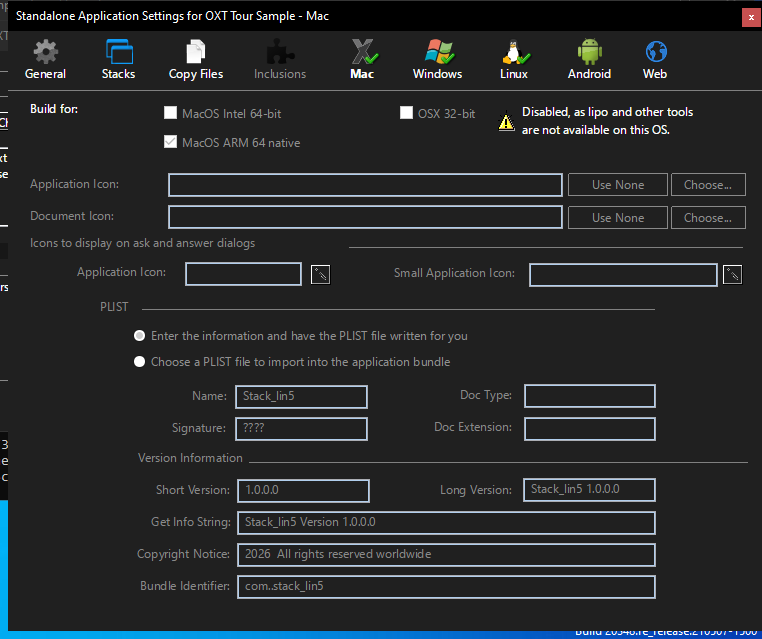 Standalone Application Settings for OXT Tour Sample - Mac
x
General Stacks Copy Files Inclusions Mac Windows Linux Android Web
Build for:
MacOS Intel 64-bit
OSX 32-bit
Disabled, as lipo and other tools
are not available on this OS.
MacOS ARM 64 native
Application Icon:
Use None
Choose...
Document Icon:
Use None
Choose...
Icons to display on ask and answer dialogs
Application Icon:
Small Application Icon:
PLIST
Enter the information and have the PLIST file written for you
Choose a PLIST file to import into the application bundle
Name: Stack_lin5
Doc Type:
Signature: ????
Doc Extension:
Version Information
Short Version: 1.0.0.0
Long Version: Stack_lin5 1.0.0.0
Get Info String: Stack_lin5 Version 1.0.0.0
Copyright Notice: 2026  All rights reserved worldwide
Bundle Identifier: com..stack_lin5